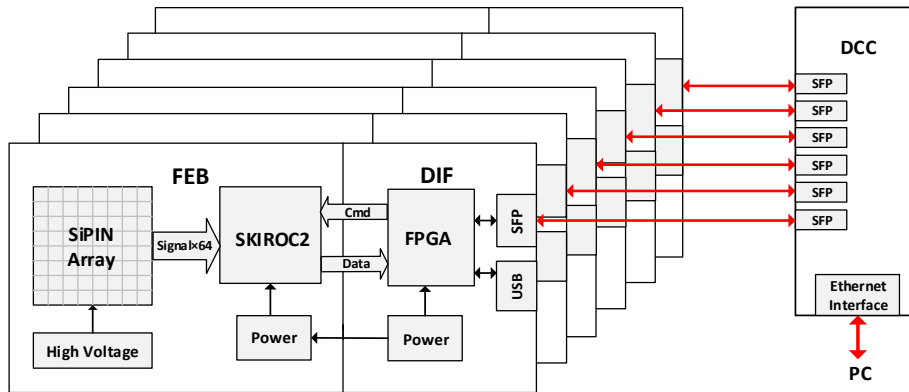 FEB
DIF
SiPIN
Array
Signal×64
SKIROC2
Cmd
Data
FPGA
SFP
USB
High Voltage
Power
Power
DCC
SFP
SFP
SFP
SFP
SFP
SFP
Ethernet
Interface
PC